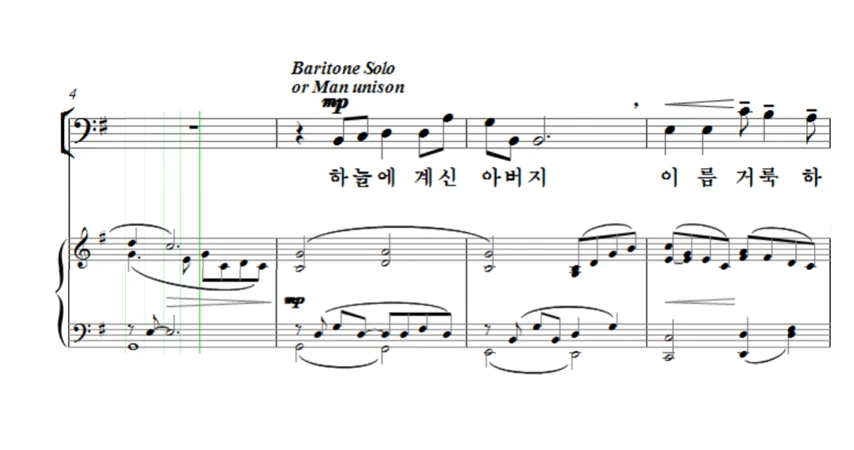 4
Baritone Solo
or Man unison
mp
,
하늘에 계신 아버지 이 름 거룩 하
mp